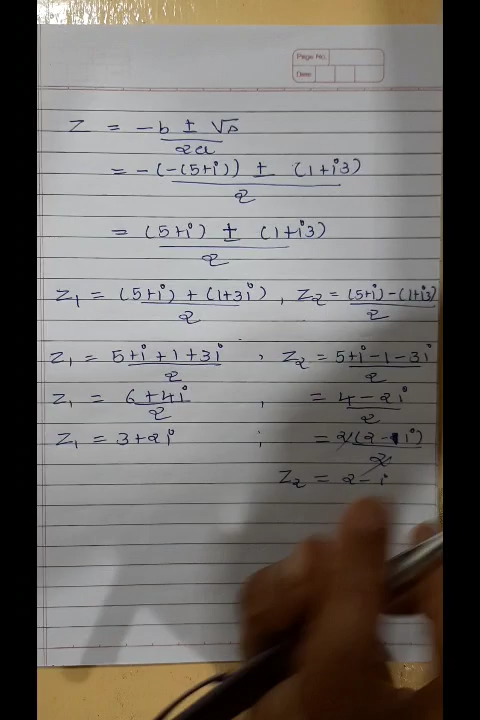 Page No.
Date
Z = -b ± √D / 2a
= -(-(5+i)) ± (1+i3) / 2
= (5+i) ± (1+i3) / 2
Z₁ = (5+i) + (1+3i) / 2 , Z₂ = (5+i) - (1+i3) / 2
Z₁ = 5+i+1+3i / 2 , Z₂ = 5+i-1-3i / 2
Z₁ = 6+4i / 2 , = 4-2i / 2
Z₁ = 3+2i ; = 2(2-i) / 2
Z₂ = 2-i